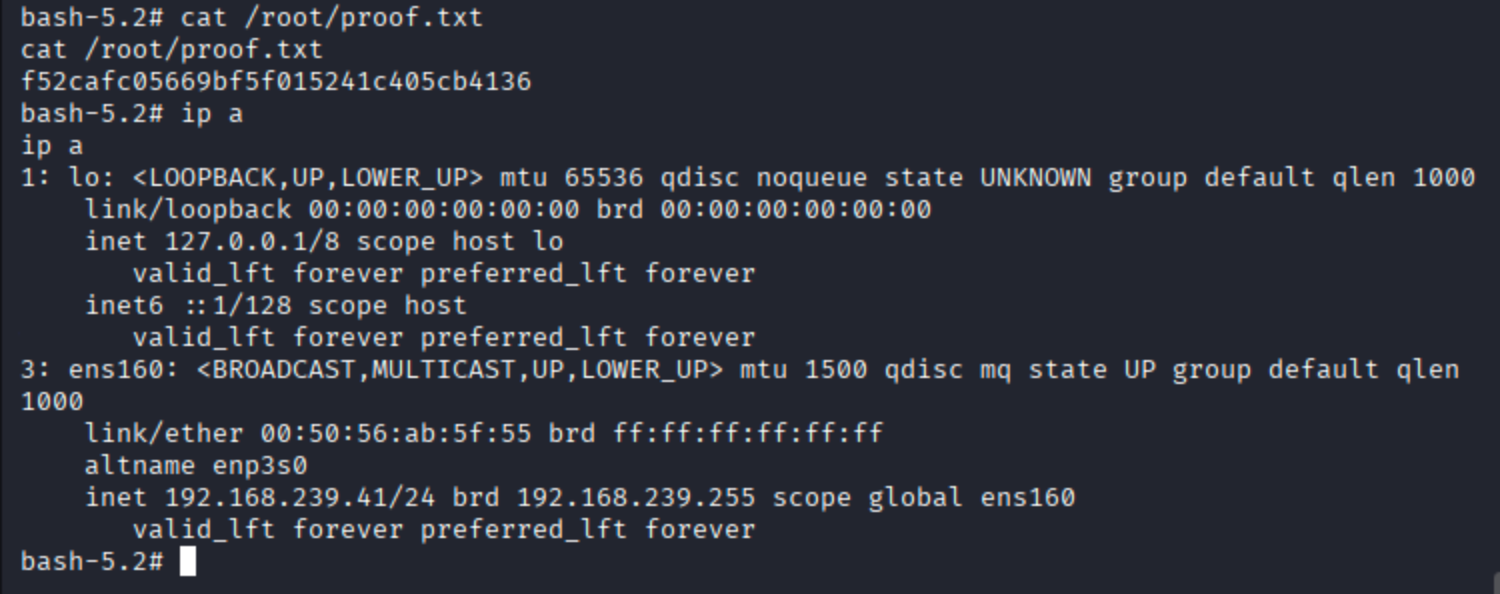 bash-5.2# cat /root/proof.txt
cat /root/proof.txt
f52cafc05669bf5f015241c405cb4136
bash-5.2# ip a
ip a
1: lo: <LOOPBACK,UP,LOWER_UP> mtu 65536 qdisc noqueue state UNKNOWN group default qlen 1000
    link/loopback 00:00:00:00:00:00 brd 00:00:00:00:00:00
    inet 127.0.0.1/8 scope host lo
       valid_lft forever preferred_lft forever
    inet6 ::1/128 scope host
       valid_lft forever preferred_lft forever
3: ens160: <BROADCAST,MULTICAST,UP,LOWER_UP> mtu 1500 qdisc mq state UP group default qlen
1000
    link/ether 00:50:56:ab:5f:55 brd ff:ff:ff:ff:ff:ff
    altname enp3s0
    inet 192.168.239.41/24 brd 192.168.239.255 scope global ens160
       valid_lft forever preferred_lft forever
bash-5.2#